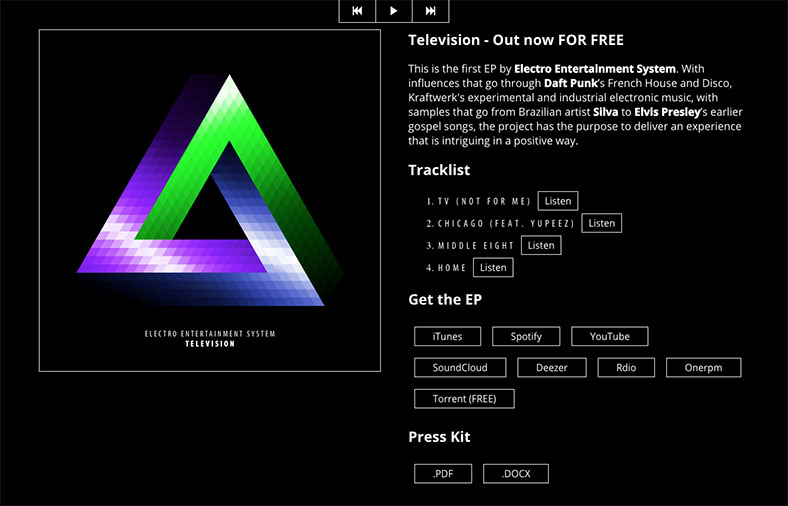 Television - Out now FOR FREE
This is the first EP by Electro Entertainment System. With
influences that go through Daft Punk's French House and Disco,
Kraftwerk's experimental and industrial electronic music, with
samples that go from Brazilian artist Silva to Elvis Presley's earlier
gospel songs, the project has the purpose to deliver an experience
that is intriguing in a positive way.
Tracklist
1. TV (NOT FOR ME) Listen
2. CHICAGO (FEAT. YUPEEZ) Listen
3. MIDDLE EIGHT Listen
4. HOME Listen
Get the EP
iTunes Spotify YouTube
SoundCloud Deezer Rdio Onerpm
Torrent (FREE)
Press Kit
.PDF .DOCX
ELECTRO ENTERTAINMENT SYSTEM
TELEVISION